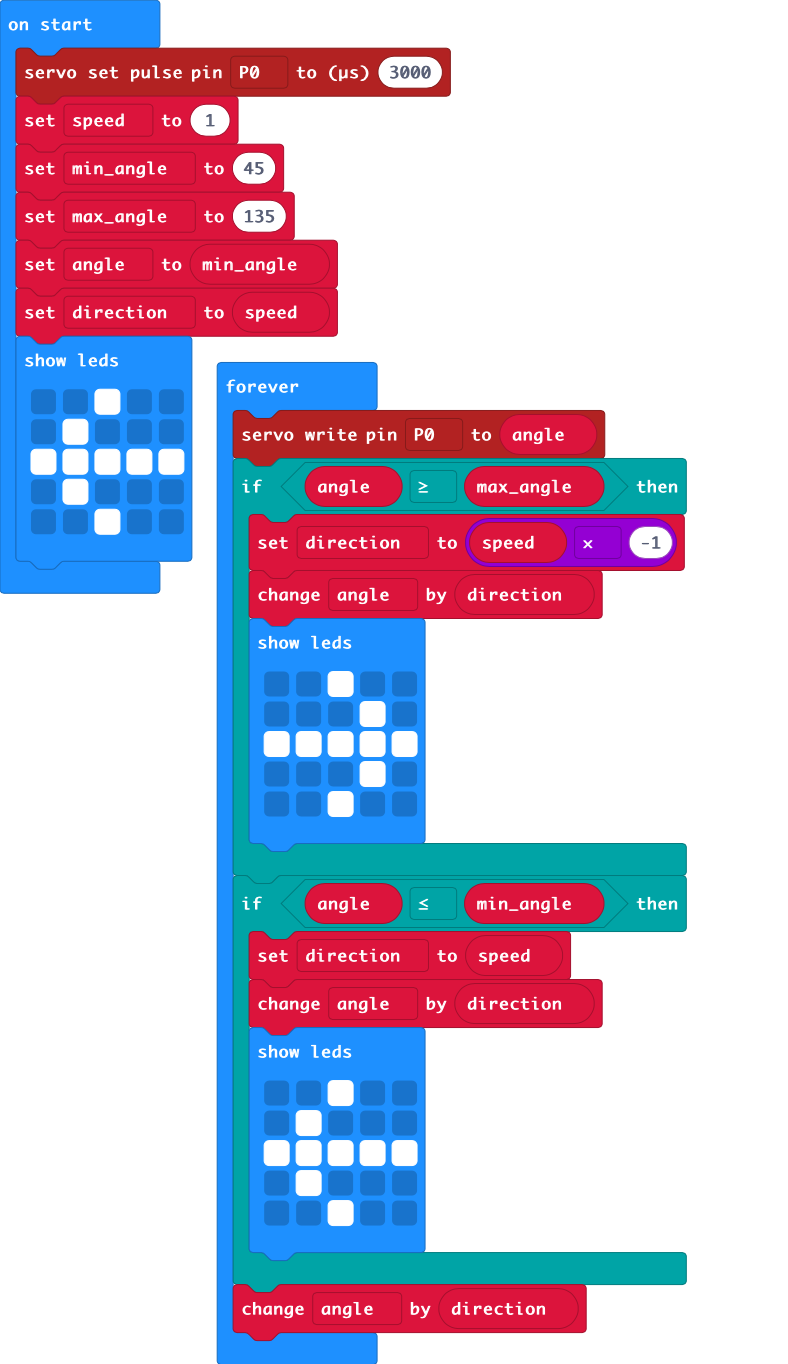 on start
servo set pulse pin P0 to (µs) 3000
set speed to 1
set min_angle to 45
set max_angle to 135
set angle to min_angle
set direction to speed
show leds
forever
servo write pin P0 to angle
if angle ≥ max_angle then
set direction to speed × -1
change angle by direction
show leds
if angle ≤ min_angle then
set direction to speed
change angle by direction
show leds
change angle by direction